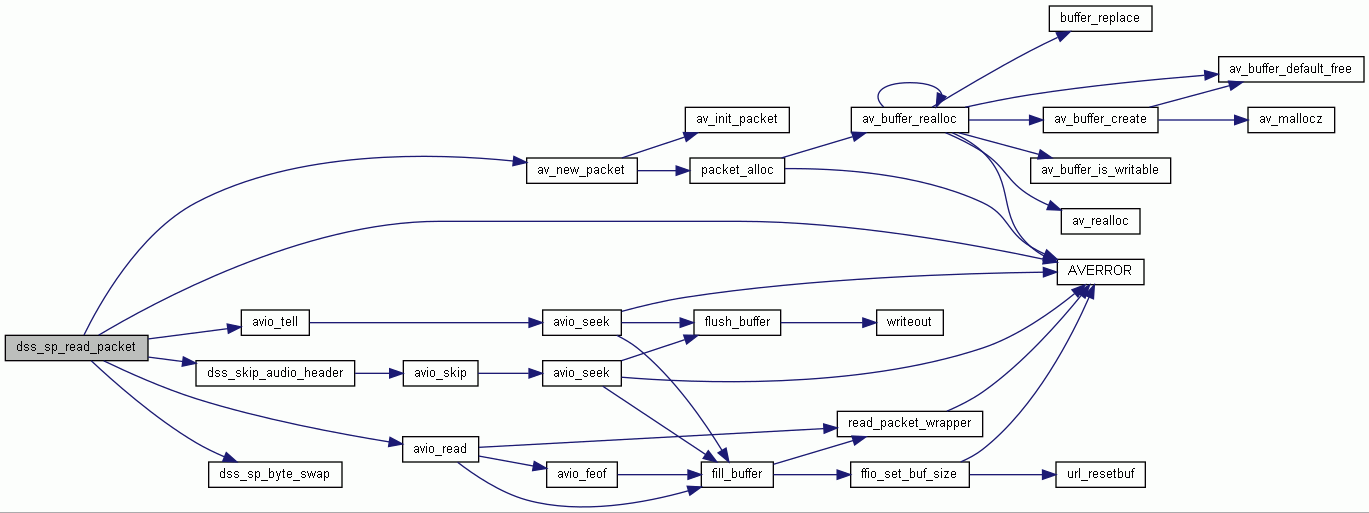 buffer_replace
av_buffer_default_free
av_init_packet
av_buffer_realloc
av_buffer_create
av_mallocz
av_new_packet
packet_alloc
av_buffer_is_writable
av_realloc
AVERROR
avio_tell
avio_seek
flush_buffer
writeout
dss_sp_read_packet
dss_skip_audio_header
avio_skip
avio_seek
read_packet_wrapper
avio_read
dss_sp_byte_swap
avio_feof
fill_buffer
ffio_set_buf_size
url_resetbuf